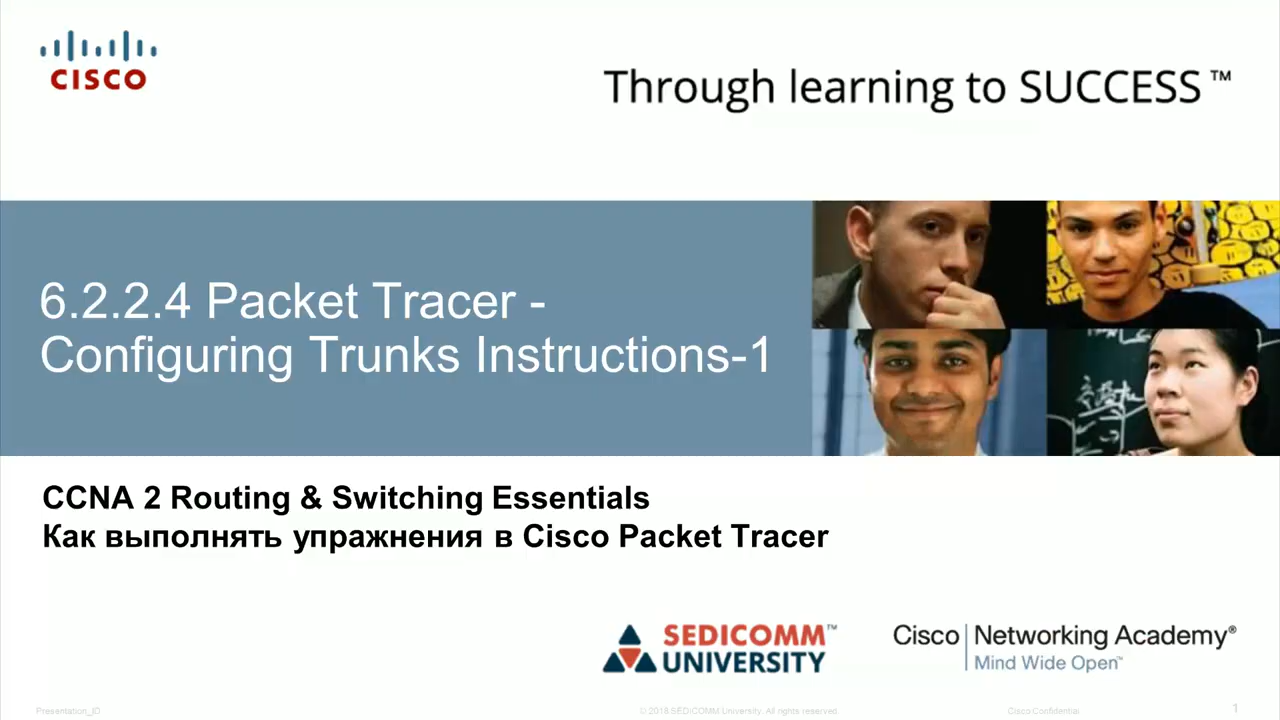 CISCO
Through learning to SUCCESS™
6.2.2.4 Packet Tracer -
Configuring Trunks Instructions-1
CCNA 2 Routing & Switching Essentials
Как выполнять упражнения в Cisco Packet Tracer
SEDICOMM™
UNIVERSITY
Cisco Networking Academy®
Mind Wide Open™
Presentation_ID
© 2018 SEDICOMM University. All rights reserved.
Cisco Confidential
1